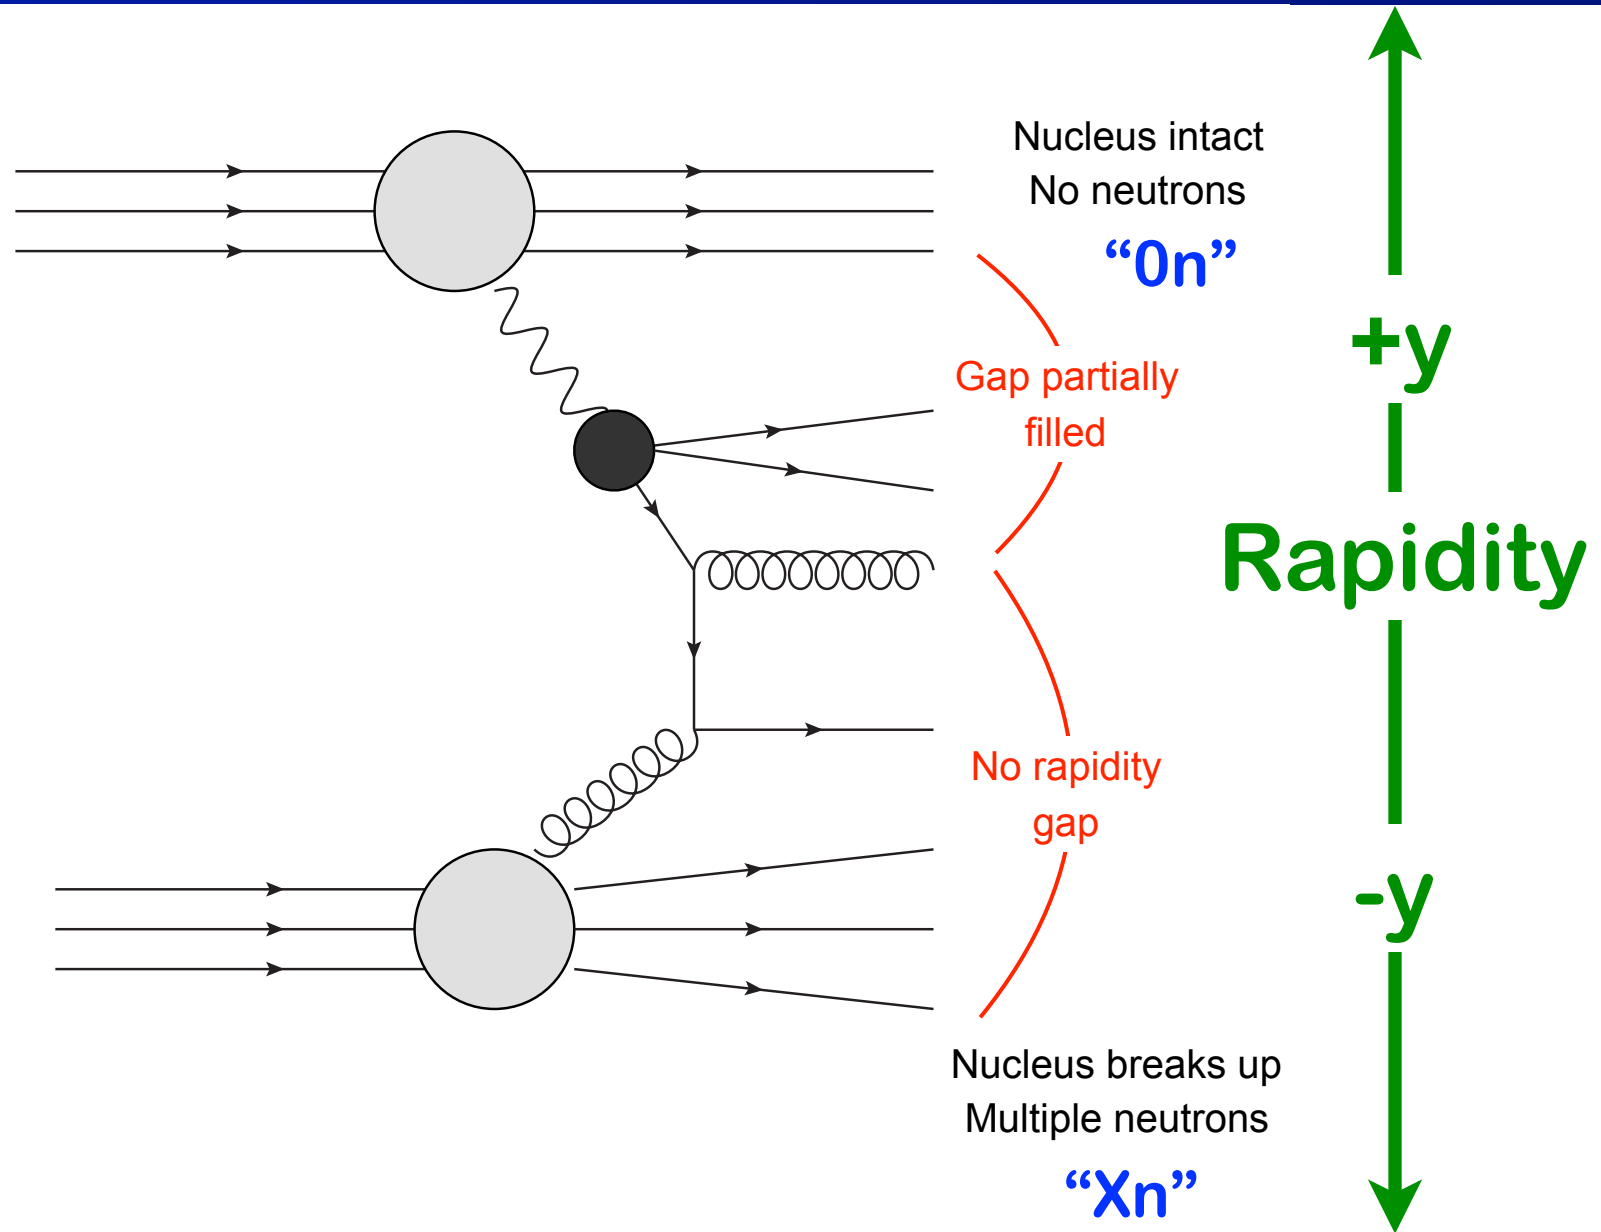 Nucleus intact
No neutrons
“0n”
Gap partially
filled
+y
Rapidity
No rapidity
gap
-y
Nucleus breaks up
Multiple neutrons
“Xn”